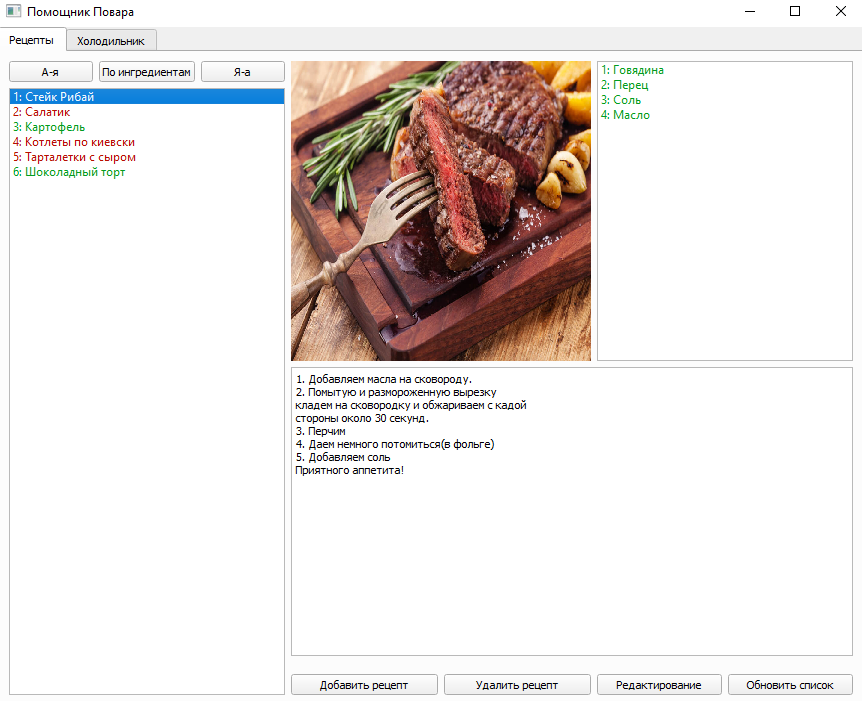 Помощник Повара
Рецепты
Холодильник
А-я
По ингредиентам
Я-а
1: Стейк Рибай
2: Салатик
3: Картофель
4: Котлеты по киевски
5: Тарталетки с сыром
6: Шоколадный торт
1: Говядина
2: Перец
3: Соль
4: Масло
1. Добавляем масла на сковороду.
2. Помытую и размороженную вырезку
кладем на сковородку и обжариваем с кадой
стороны около 30 секунд.
3. Перчим
4. Даем немного потомиться(в фольге)
5. Добавляем соль
Приятного аппетита!
Добавить рецепт
Удалить рецепт
Редактирование
Обновить список